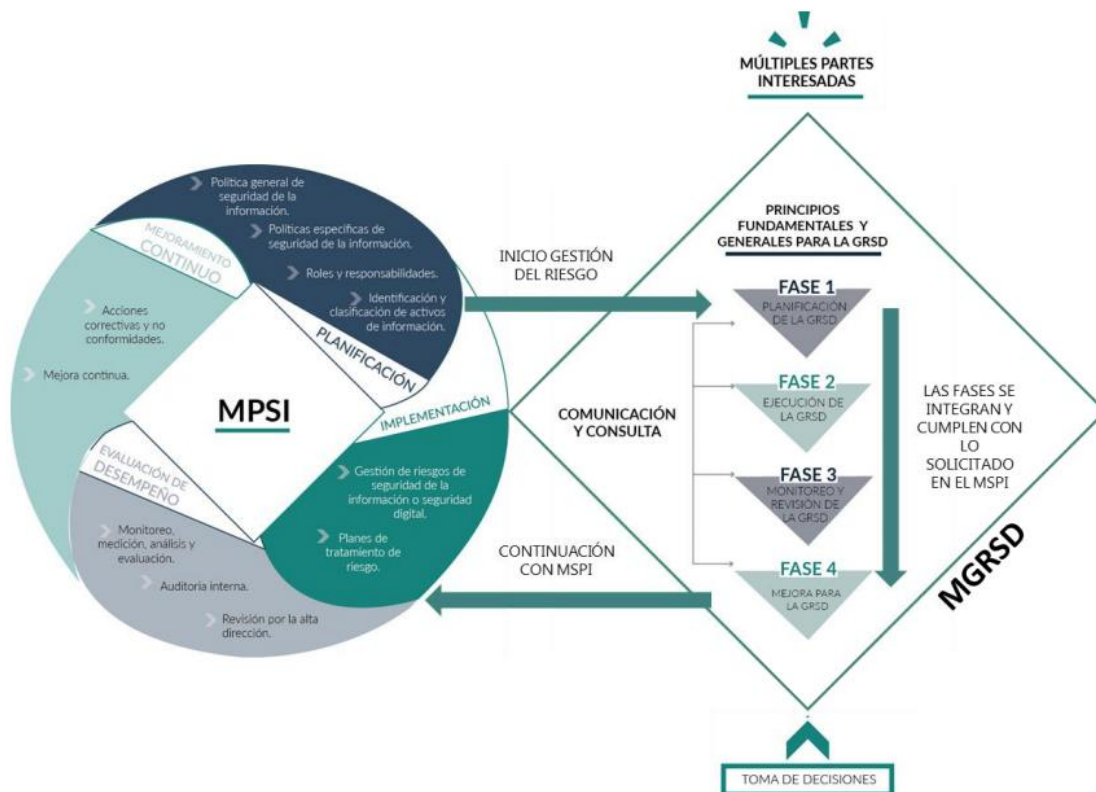 MÚLTIPLES PARTES
INTERESADAS
Política general de
seguridad de la
información.
Políticas específicas de
seguridad de la información.
Roles y responsabilidades.
Identificación y
clasificación de activos
de información.
PLANIFICACIÓN
MEJORAMIENTO
CONTINUO
Acciones
correctivas y no
conformidades.
Mejora continua.
MPSI
IMPLEMENTACIÓN
Gestión de riesgos de
seguridad de la
información o seguridad
digital.
Planes de
tratamiento de
riesgo.
EVALUACIÓN DE
DESEMPEÑO
Monitoreo,
medición, análisis y
evaluación.
Auditoria interna.
Revisión por la alta
dirección.
INICIO GESTIÓN
DEL RIESGO
CONTINUACIÓN
CON MSPI
PRINCIPIOS
FUNDAMENTALES Y
GENERALES PARA LA GRSD
FASE 1
PLANIFICACIÓN
DE LA GRSD
FASE 2
EJECUCIÓN DE
LA GRSD
COMUNICACIÓN
Y CONSULTA
FASE 3
MONITOREO Y
REVISIÓN DE
LA GRSD
FASE 4
MEJORA PARA
LA GRSD
LAS FASES SE
INTEGRAN Y
CUMPLEN CON
LO
SOLICITADO
EN EL MSPI
MGRSD
TOMA DE DECISIONES